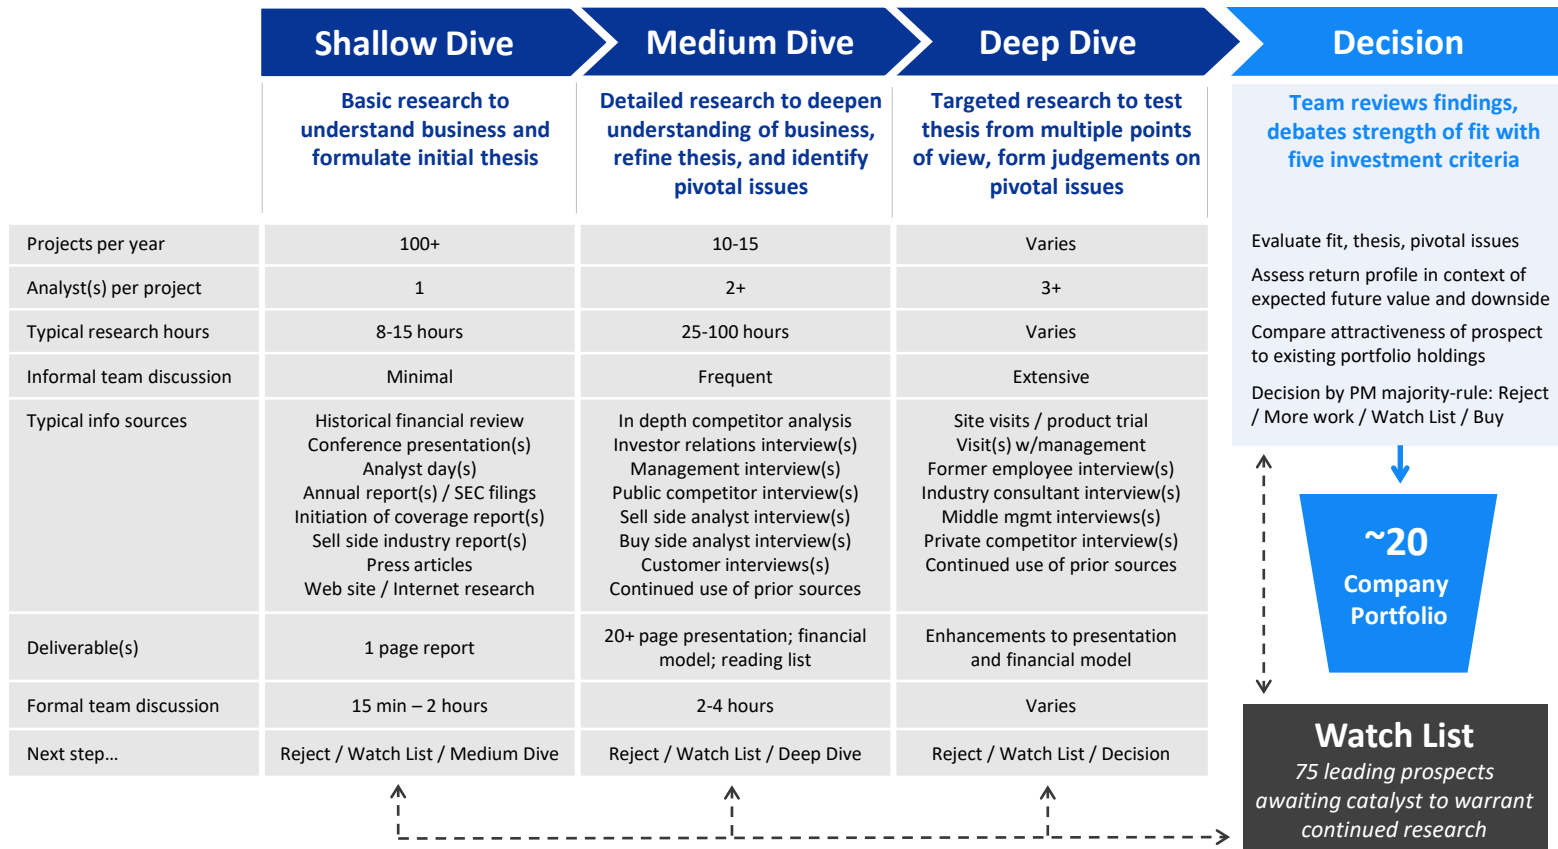 Shallow Dive
Medium Dive
Deep Dive
Decision
Basic research to
understand business and
formulate initial thesis
Detailed research to deepen
understanding of business,
refine thesis, and identify
pivotal issues
Targeted research to test
thesis from multiple points
of view, form judgements on
pivotal issues
Team reviews findings,
debates strength of fit with
five investment criteria
Projects per year
100+
10-15
Varies
Analyst(s) per project
1
2+
3+
Typical research hours
8-15 hours
25-100 hours
Varies
Informal team discussion
Minimal
Frequent
Extensive
Typical info sources
Historical financial review
Conference presentation(s)
Analyst day(s)
Annual report(s) / SEC filings
Initiation of coverage report(s)
Sell side industry report(s)
Press articles
Web site / Internet research
In depth competitor analysis
Investor relations interview(s)
Management interview(s)
Public competitor interview(s)
Sell side analyst interview(s)
Buy side analyst interview(s)
Customer interviews(s)
Continued use of prior sources
Site visits / product trial
Visit(s) w/management
Former employee interview(s)
Industry consultant interview(s)
Middle mgmt interviews(s)
Private competitor interview(s)
Continued use of prior sources
Deliverable(s)
1 page report
20+ page presentation; financial
model; reading list
Enhancements to presentation
and financial model
Formal team discussion
15 min – 2 hours
2-4 hours
Varies
Next step...
Reject / Watch List / Medium Dive
Reject / Watch List / Deep Dive
Reject / Watch List / Decision
Evaluate fit, thesis, pivotal issues
Assess return profile in context of
expected future value and downside
Compare attractiveness of prospect
to existing portfolio holdings
Decision by PM majority-rule: Reject
/ More work / Watch List / Buy
~20
Company
Portfolio
Watch List
75 leading prospects
awaiting catalyst to warrant
continued research